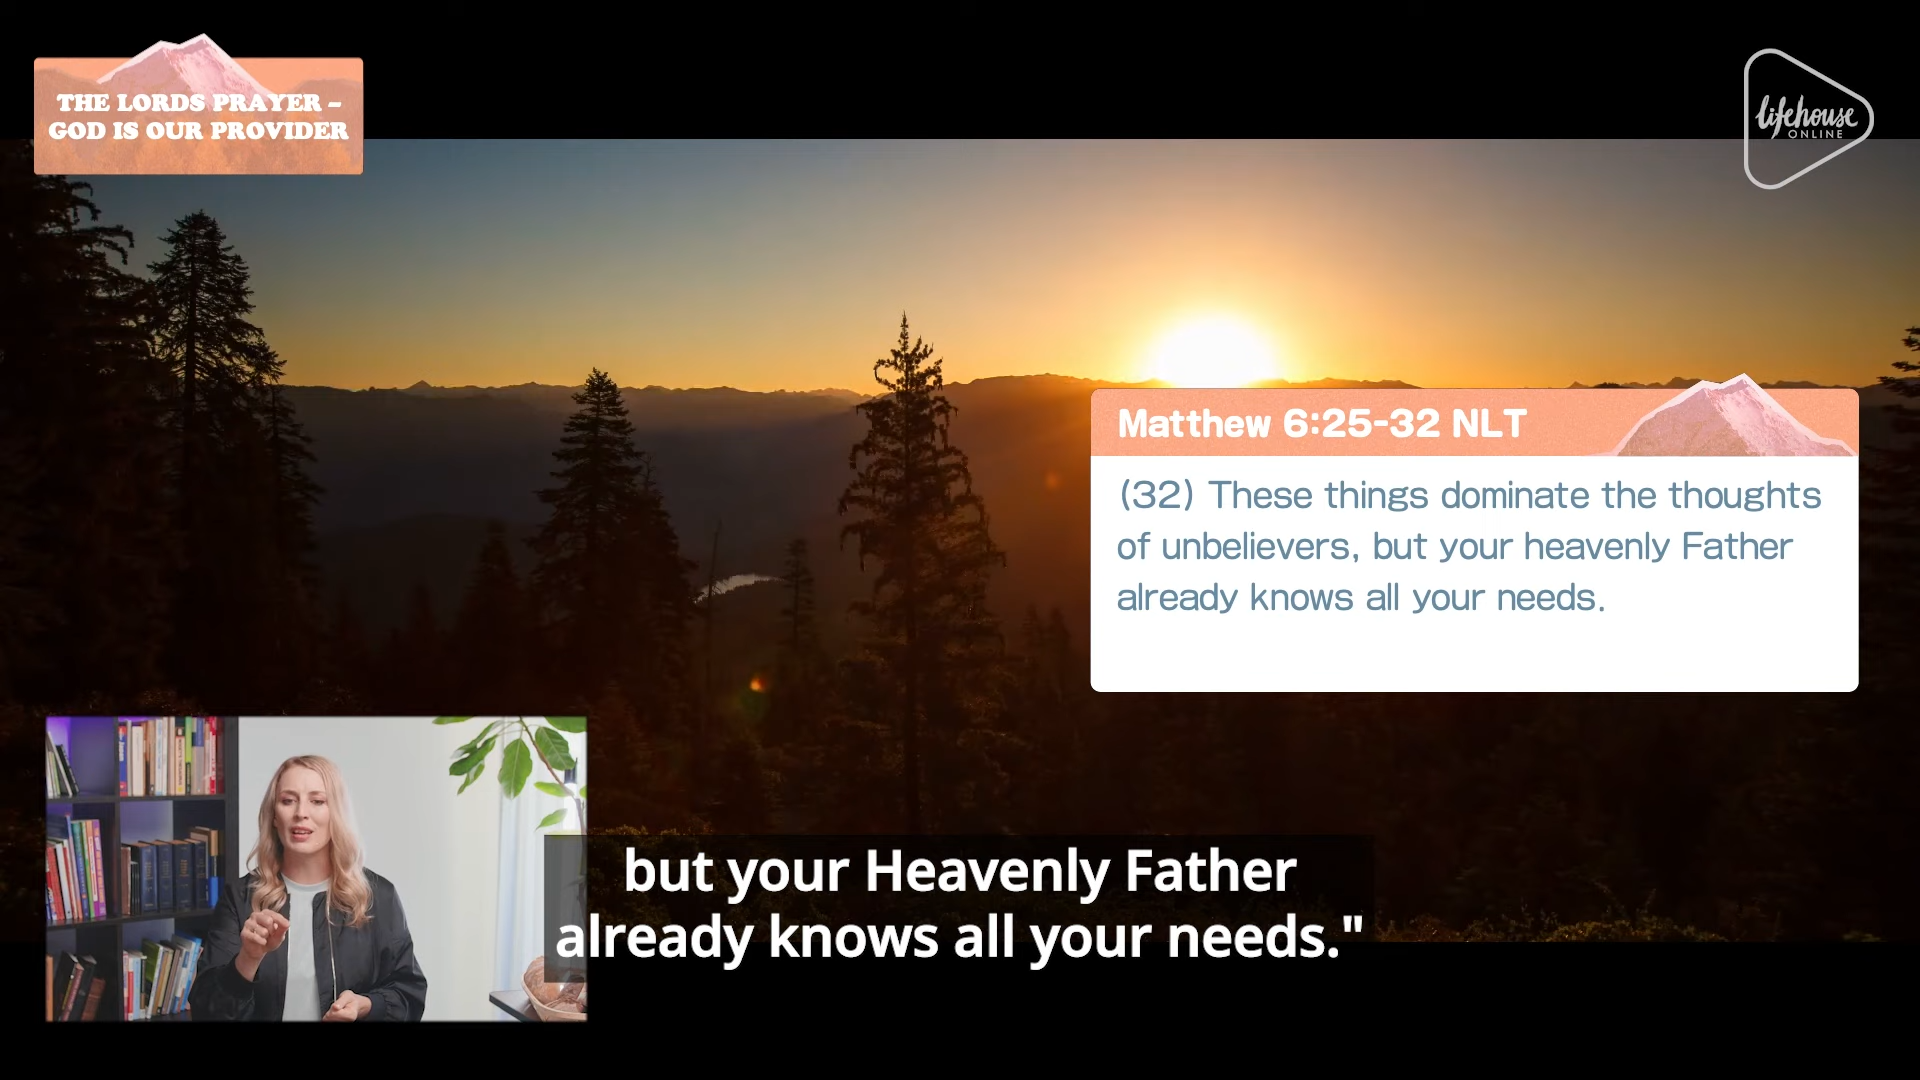 THE LORDS PRAYER –
GOD IS OUR PROVIDER
lifehouse
ONLINE
Matthew 6:25-32 NLT
(32) These things dominate the thoughts
of unbelievers, but your heavenly Father
already knows all your needs.
but your Heavenly Father
already knows all your needs."